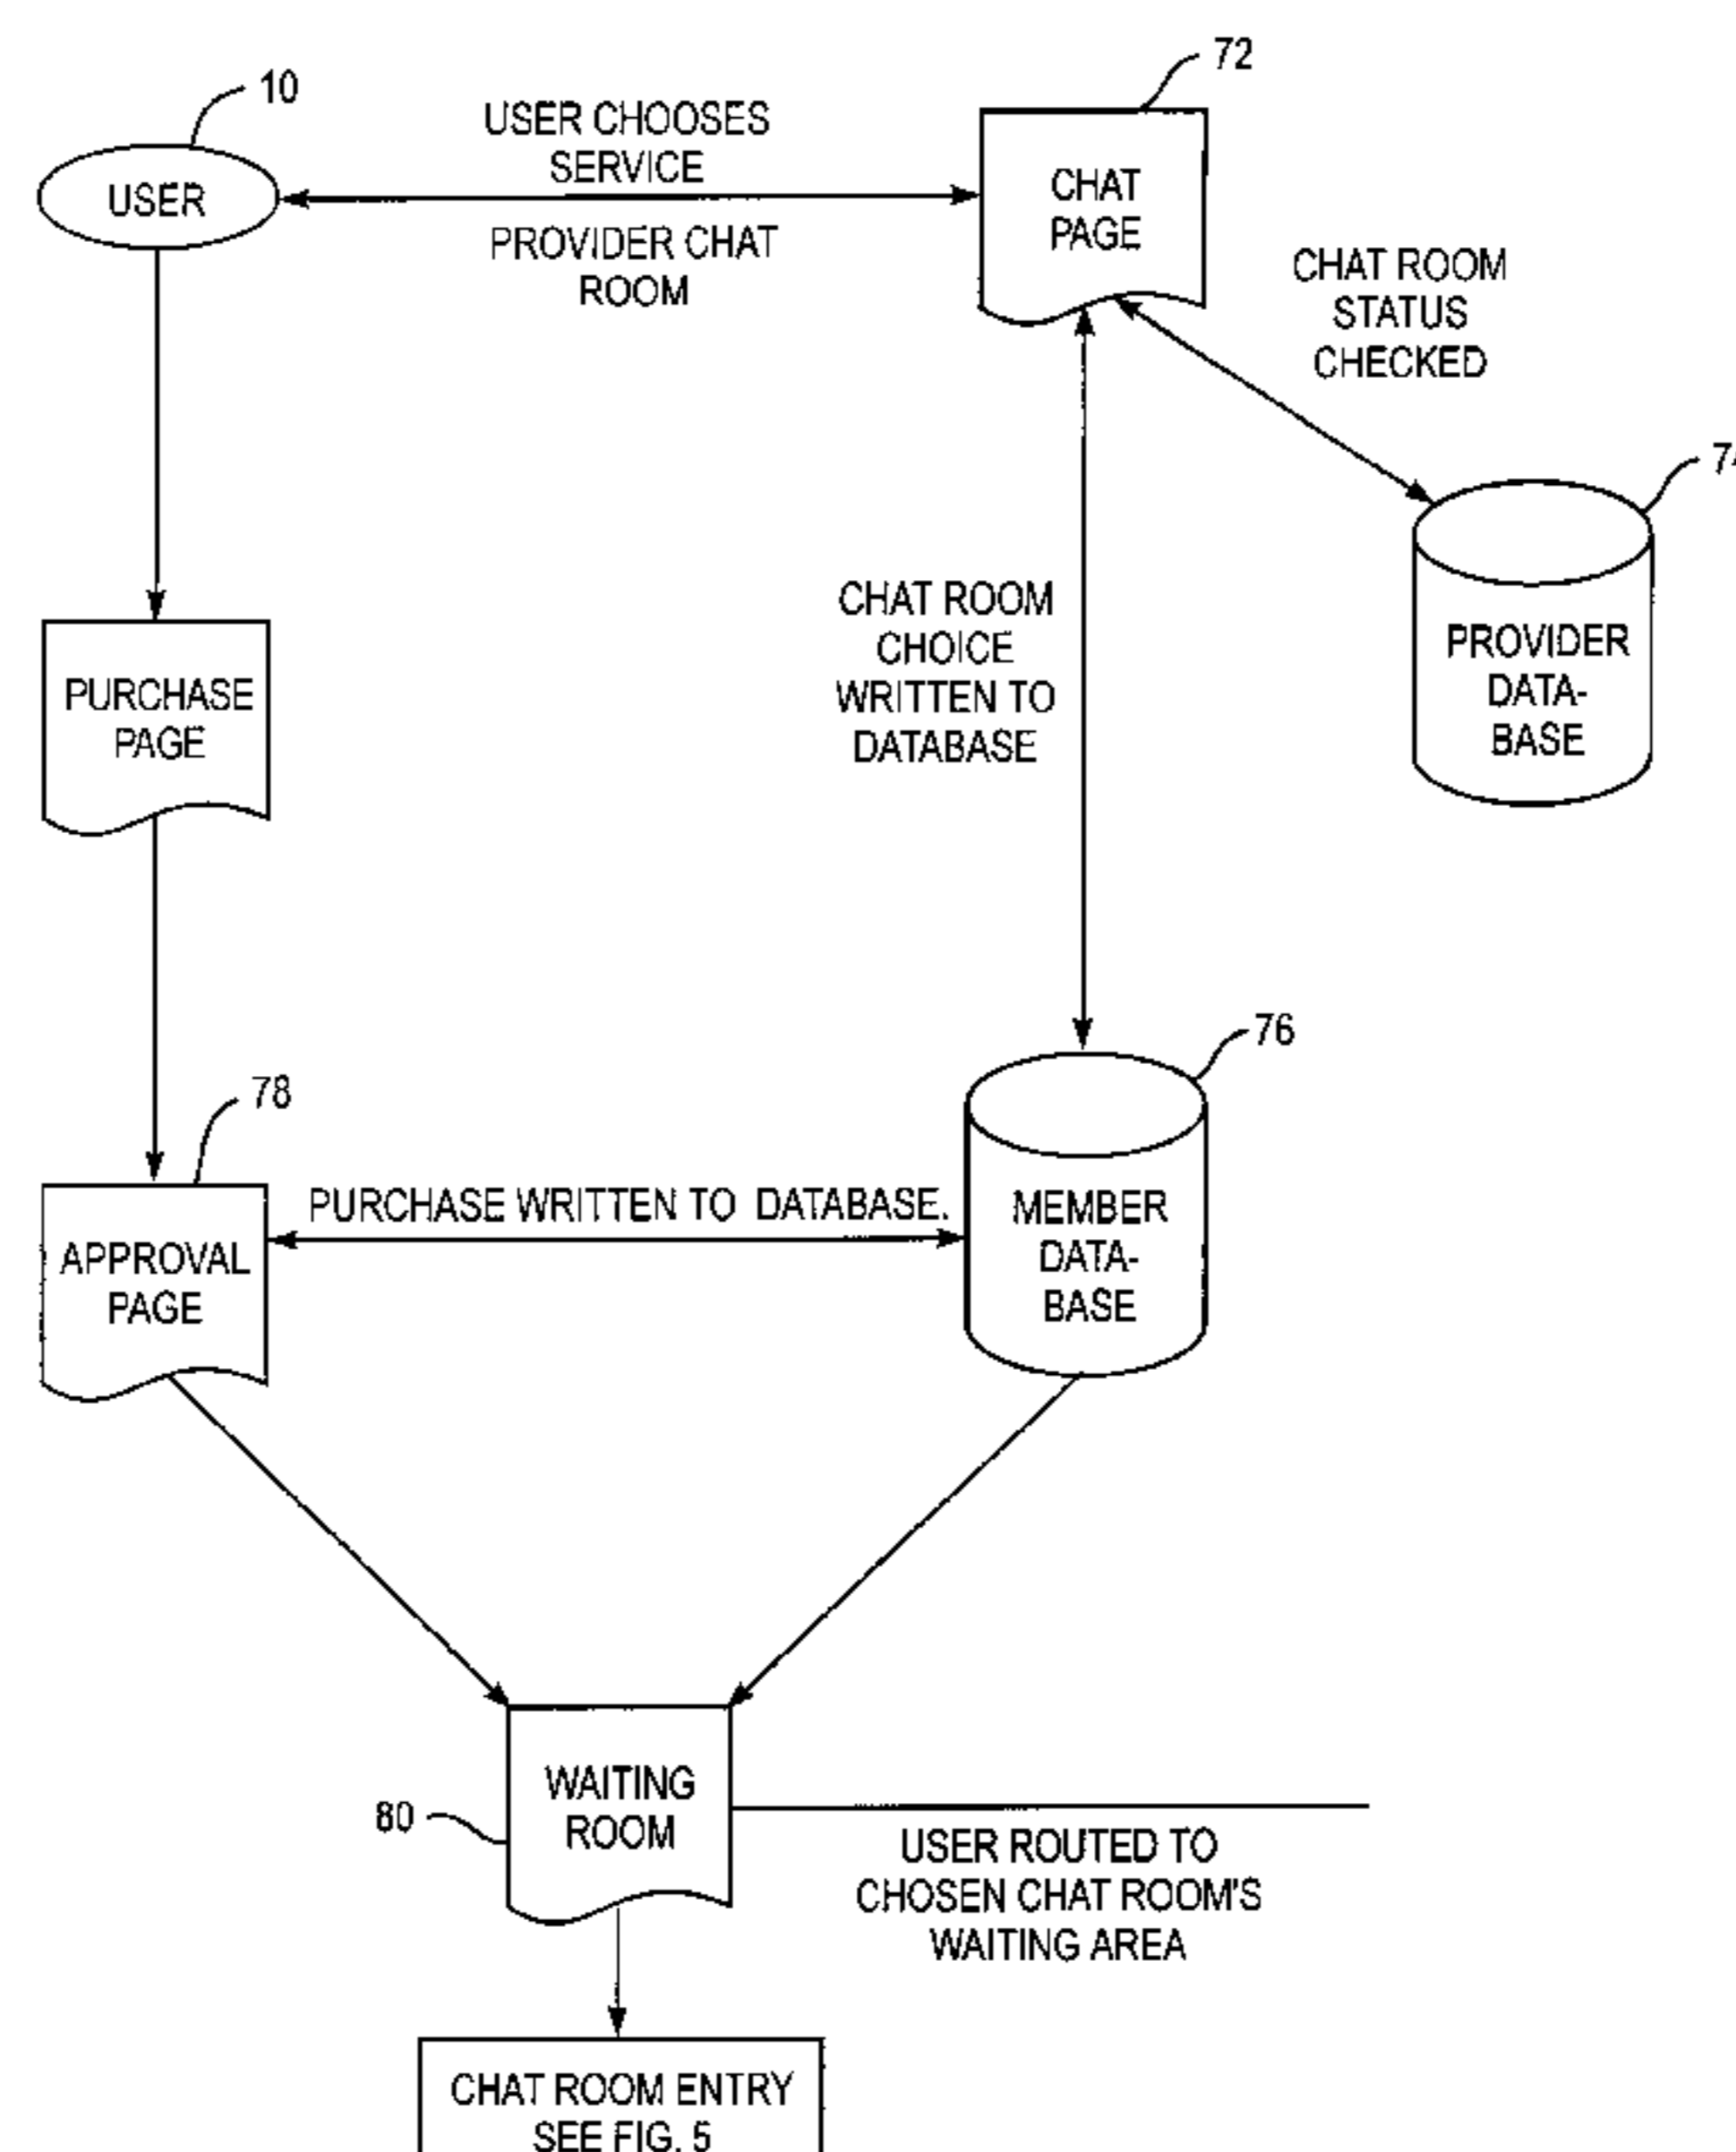 72
10
USER CHOOSES
SERVICE
USER
CHAT
PAGE
PROVIDER CHAT
ROOM
CHAT ROOM
STATUS
CHECKED
CHAT ROOM
CHOICE
WRITTEN TO
DATABASE
PROVIDER
DATA-
BASE
PURCHASE
PAGE
76
78
PURCHASE WRITTEN TO DATABASE.
MEMBER
DATA-
BASE
APPROVAL
PAGE
WAITING
ROOM
80
USER ROUTED TO
CHOSEN CHAT ROOM'S
WAITING AREA
CHAT ROOM ENTRY
SEE FIG. 5